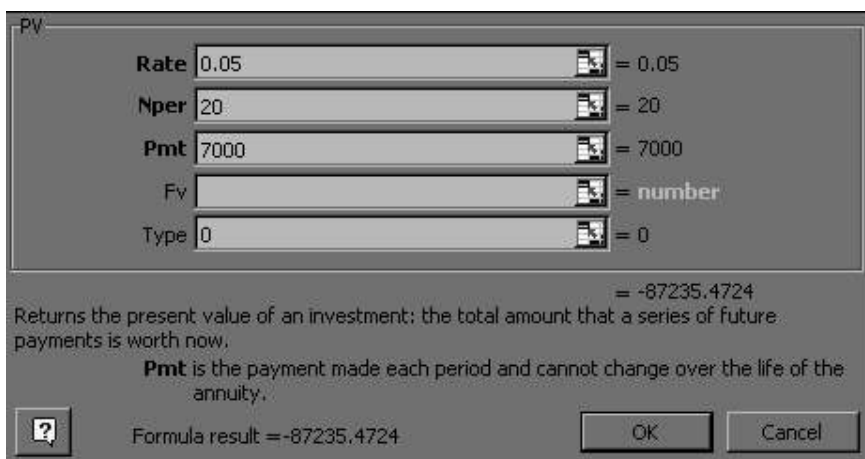 PV
Rate 0.05 = 0.05
Nper 20 = 20
Pmt 7000 = 7000
Fv = number
Type 0 = 0
= -87235.4724
Returns the present value of an investment: the total amount that a series of future
payments is worth now.
Pmt is the payment made each period and cannot change over the life of the
annuity.
? Formula result =-87235.4724 OK Cancel